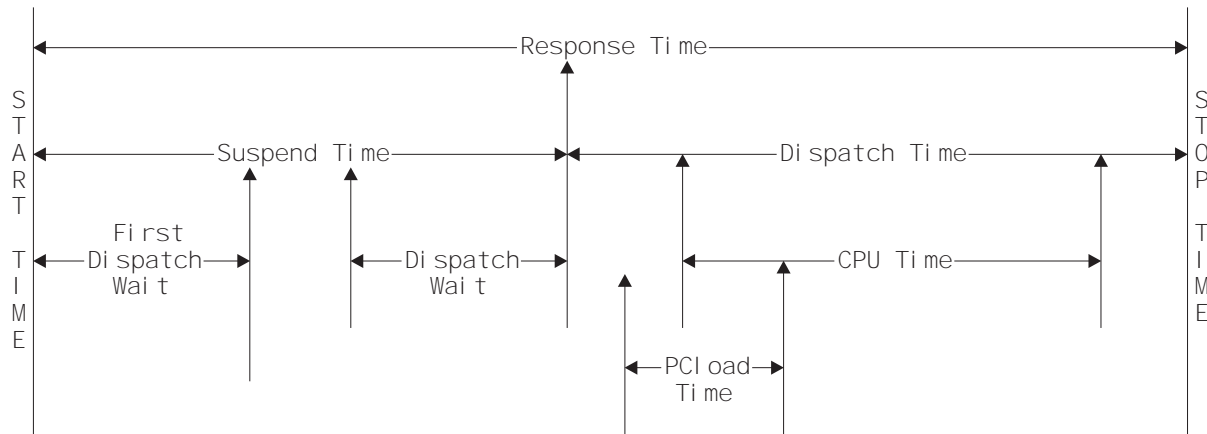 Response Time
START TIME
Suspend Time
Dispatch Time
STOP TIME
First
Dispatch
Wait
Dispatch
Wait
CPU Time
PCload
Time